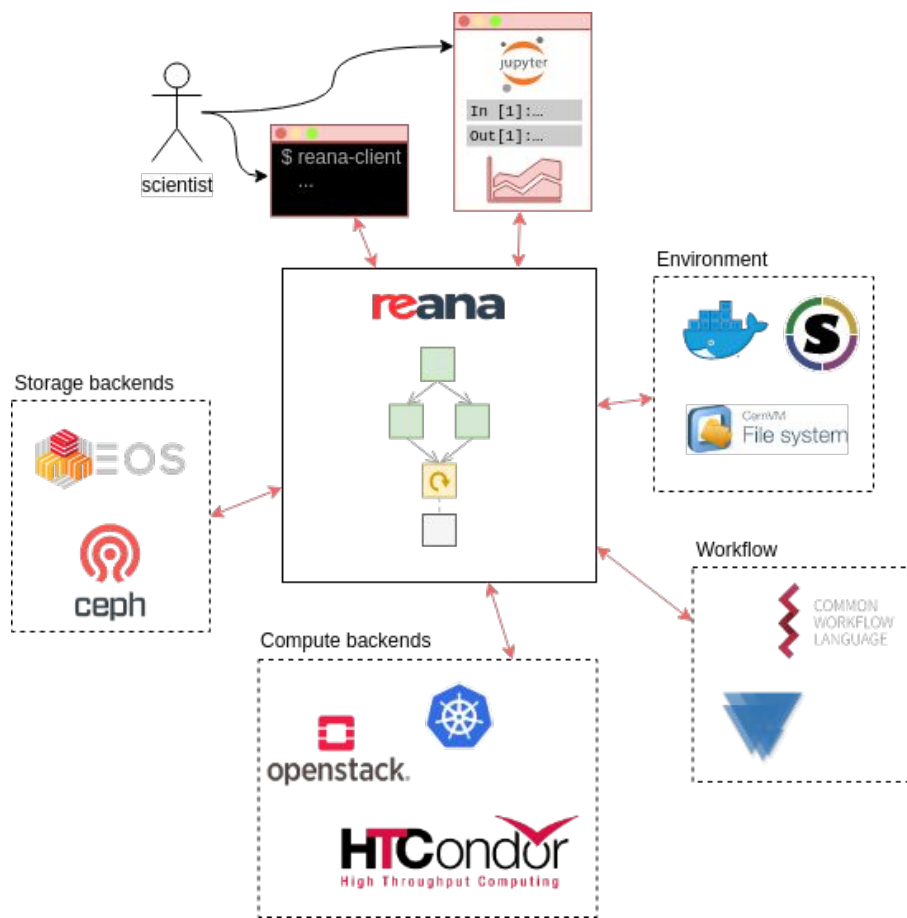 jupyter
In [1]:…
Out[1]:…
$ reana-client
...
scientist
reana
Environment
S
CernVM
File system
Storage backends
EOS
ceph
Workflow
COMMON
WORKFLOW
LANGUAGE
Compute backends
openstack.
HTCondor
High Throughput Computing